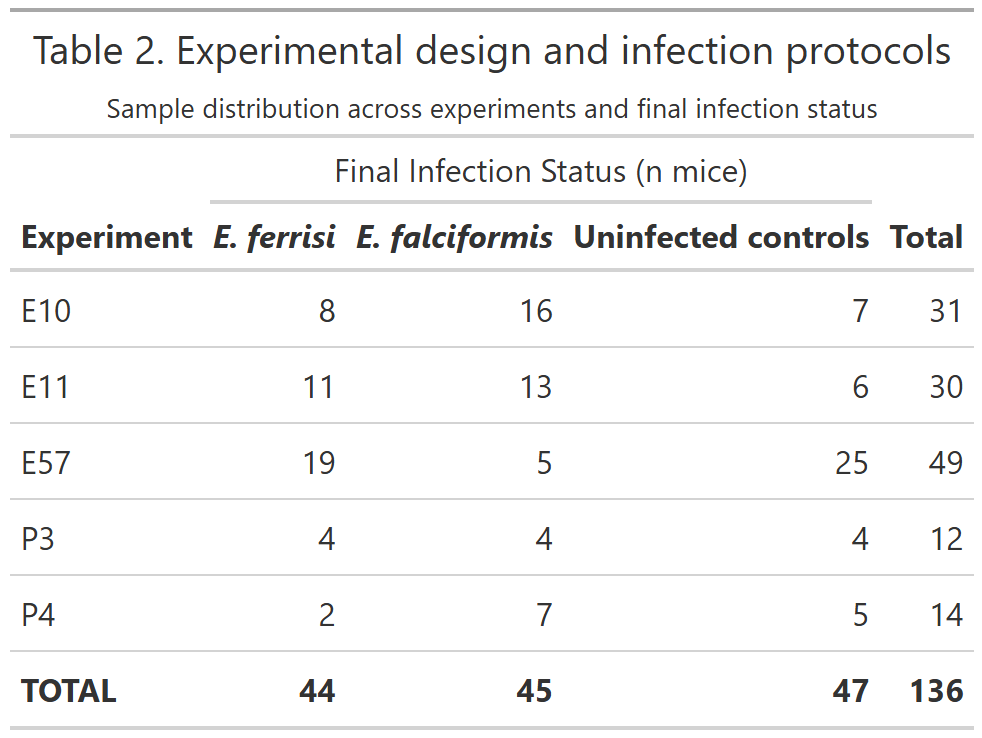 Table 2. Experimental design and infection protocols
Sample distribution across experiments and final infection status
Final Infection Status (n mice)
Experiment E. ferrisi E. falciformis Uninfected controls Total
E10 8 16 7 31
E11 11 13 6 30
E57 19 5 25 49
P3 4 4 4 12
P4 2 7 5 14
TOTAL 44 45 47 136